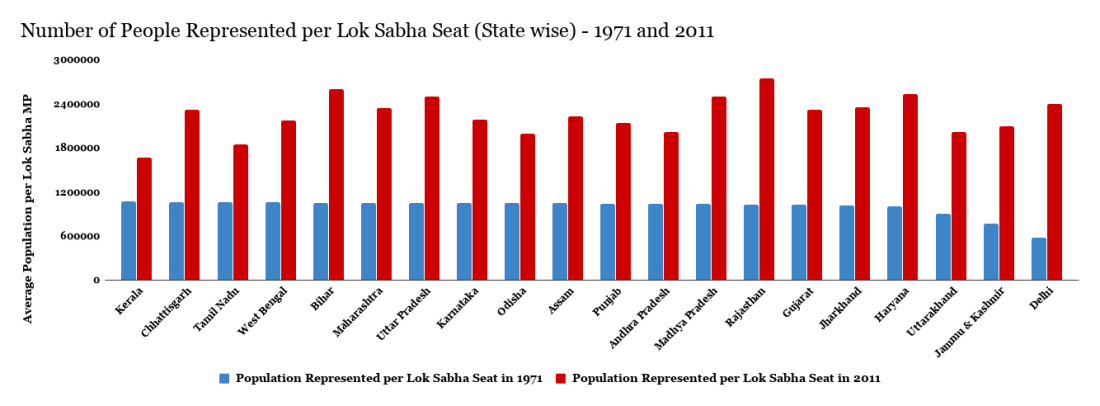 Number of People Represented per Lok Sabha Seat (State wise) - 1971 and 2011
Average Population per Lok Sabha MP
3000000
2400000
1800000
1200000
600000
0
Kerala
Chhattisgarh
Tamil Nadu
West Bengal
Bihar
Maharashtra
Uttar Pradesh
Karnataka
Odisha
Assam
Punjab
Andhra Pradesh
Madhya Pradesh
Rajasthan
Gujarat
Jharkhand
Haryana
Uttarakhand
Jammu & Kashmir
Delhi
Population Represented per Lok Sabha Seat in 1971
Population Represented per Lok Sabha Seat in 2011